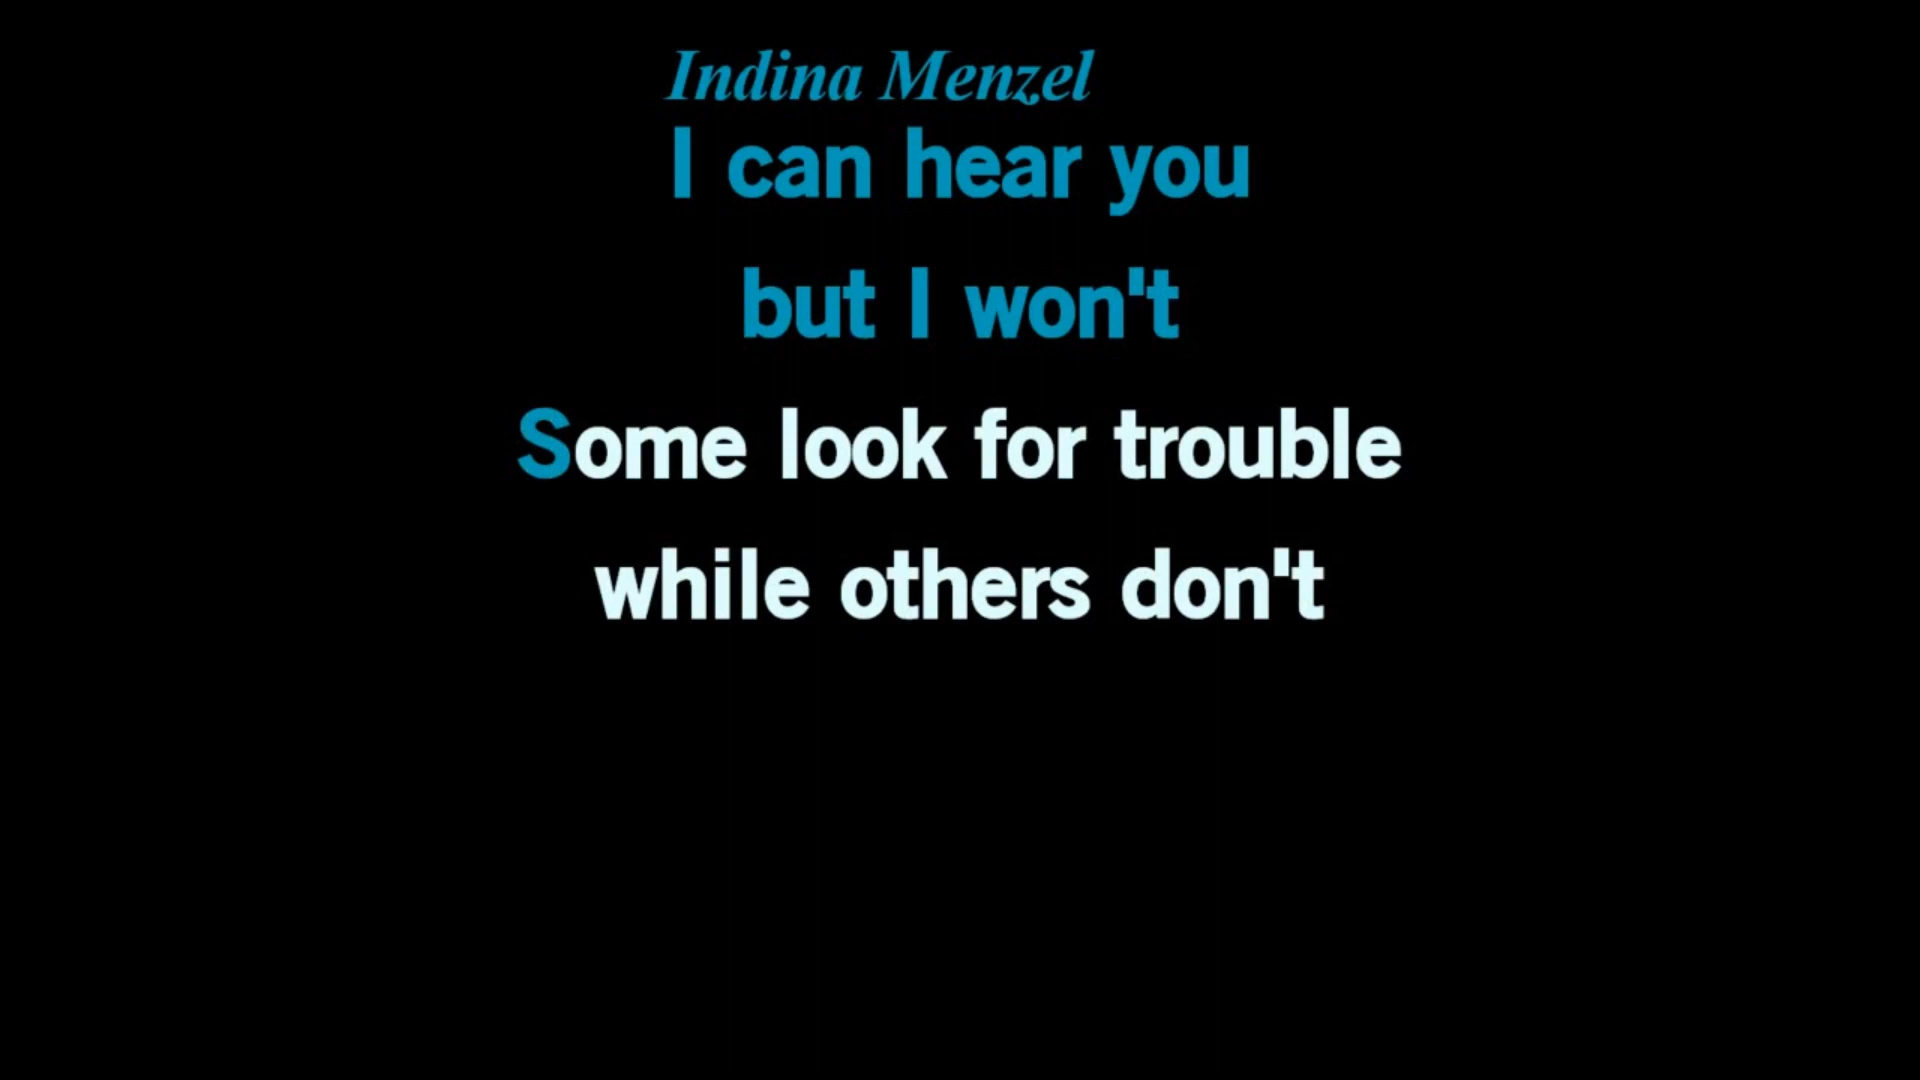 Indina Menzel
I can hear you
but I won't
Some look for trouble
while others don't